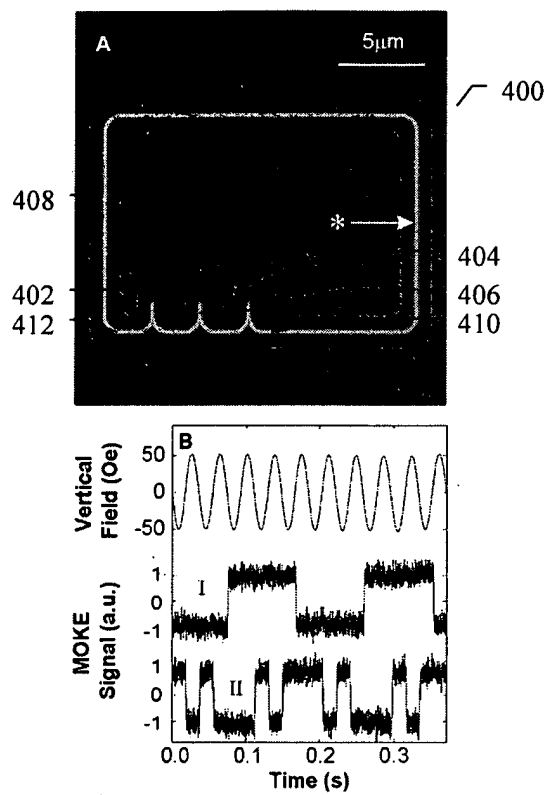 A
5µm
400
408
*
404
402
406
412
410
B
Vertical
Field (Oe)
50
0
-50
MOKE
Signal (a.u.)
1
0
-1
I
1
0
-1
II
0.0
0.1
0.2
0.3
Time (s)